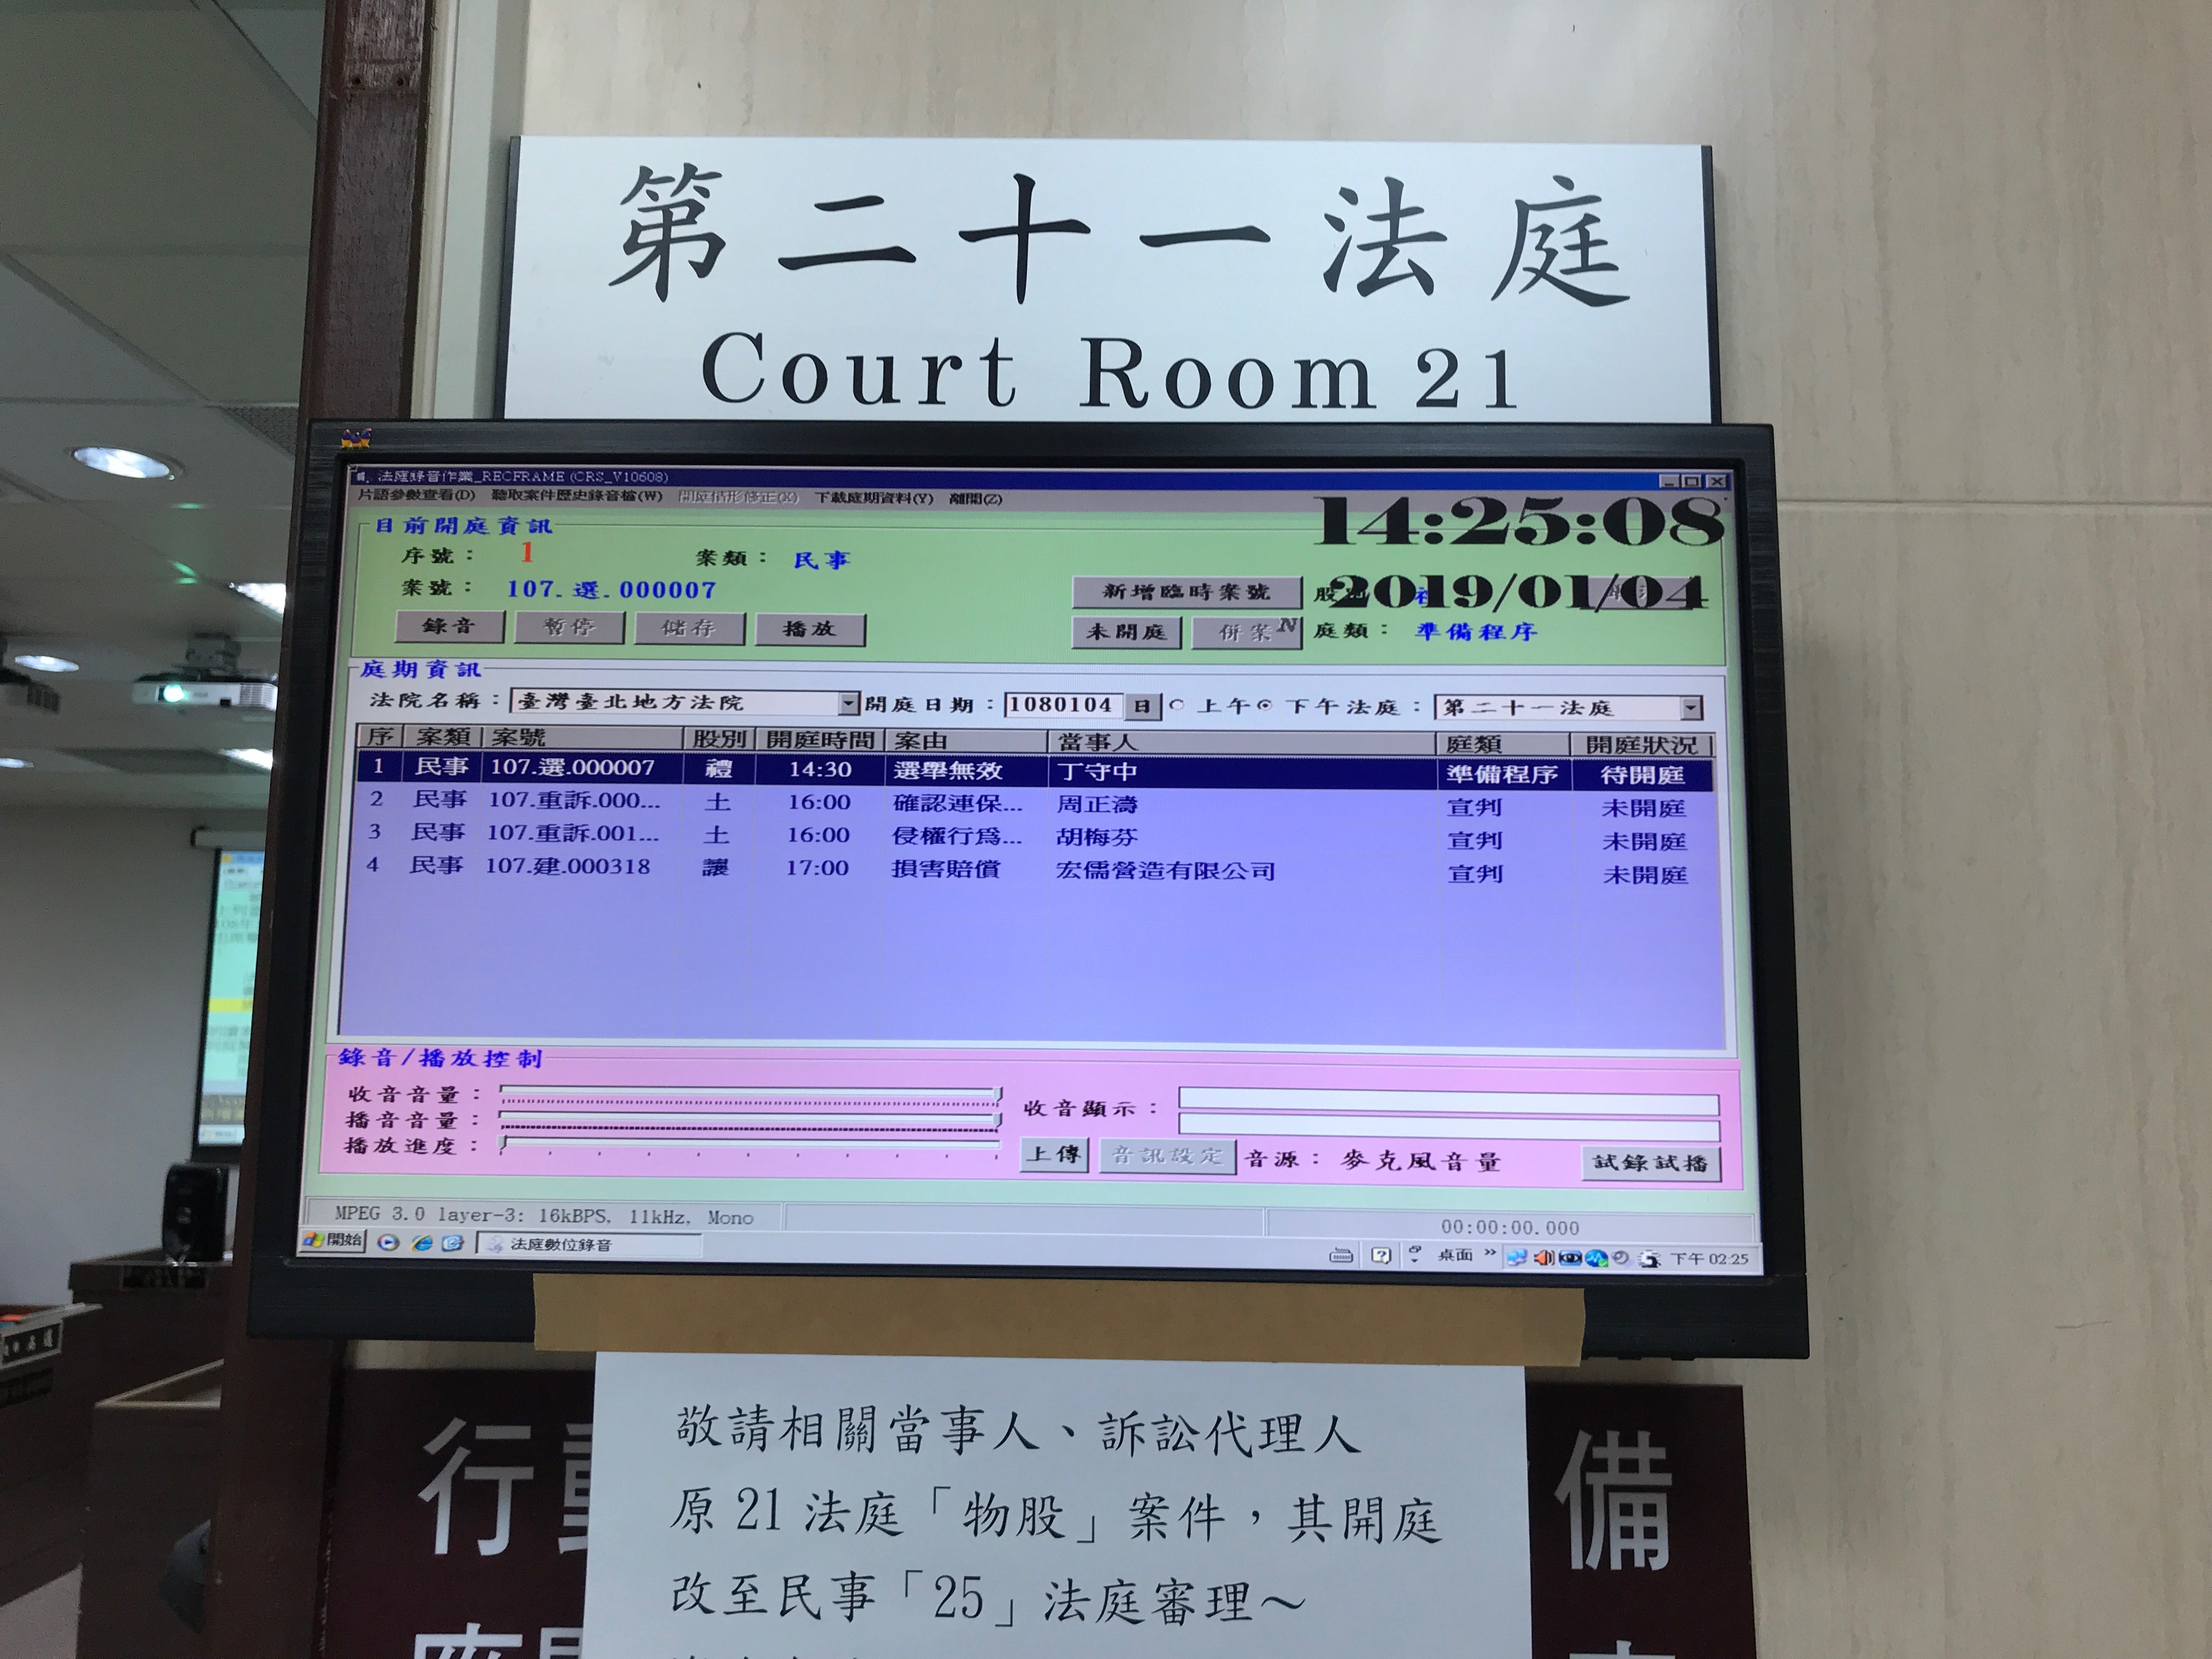 第二十一法庭
Court Room 21
法庭錄音作業_RECFRAME (CRS_V10608)
片語參數查看(D) 聽取案件歷史錄音檔(W) 開庭情形修正(X) 下載庭期資料(Y) 離開(Z)
14:25:08
目前開庭資訊
序號： 1 案類： 民事
案號： 107. 選. 000007 新增臨時案號 2019/01/04
錄音 暫停 儲存 播放 未開庭 併案 N 庭類： 準備程序
庭期資訊
法院名稱： 臺灣臺北地方法院 開庭日期： 1080104 日 上午 下午 法庭： 第二十一法庭
序 案類 案號 股別 開庭時間 案由 當事人 庭類 開庭狀況
1 民事 107.選.000007 禮 14:30 選舉無效 丁守中 準備程序 待開庭
2 民事 107.重訴.000... 土 16:00 確認連保... 周正濤 宣判 未開庭
3 民事 107.重訴.001... 土 16:00 侵權行為... 胡梅芬 宣判 未開庭
4 民事 107.建.000318 讓 17:00 損害賠償 宏儒營造有限公司 宣判 未開庭
錄音/播放控制
收音音量： 收音顯示：
播音音量：
播放進度： 上傳 音訊設定 音源： 麥克風音量 試錄試播
MPEG 3.0 layer-3: 16kBPS, 11kHz, Mono 00:00:00.000
開始 法庭數位錄音 桌面 » 下午 02:25
敬請相關當事人、訴訟代理人
原21法庭「物股」案件，其開庭
改至民事「25」法庭審理～
行動 備